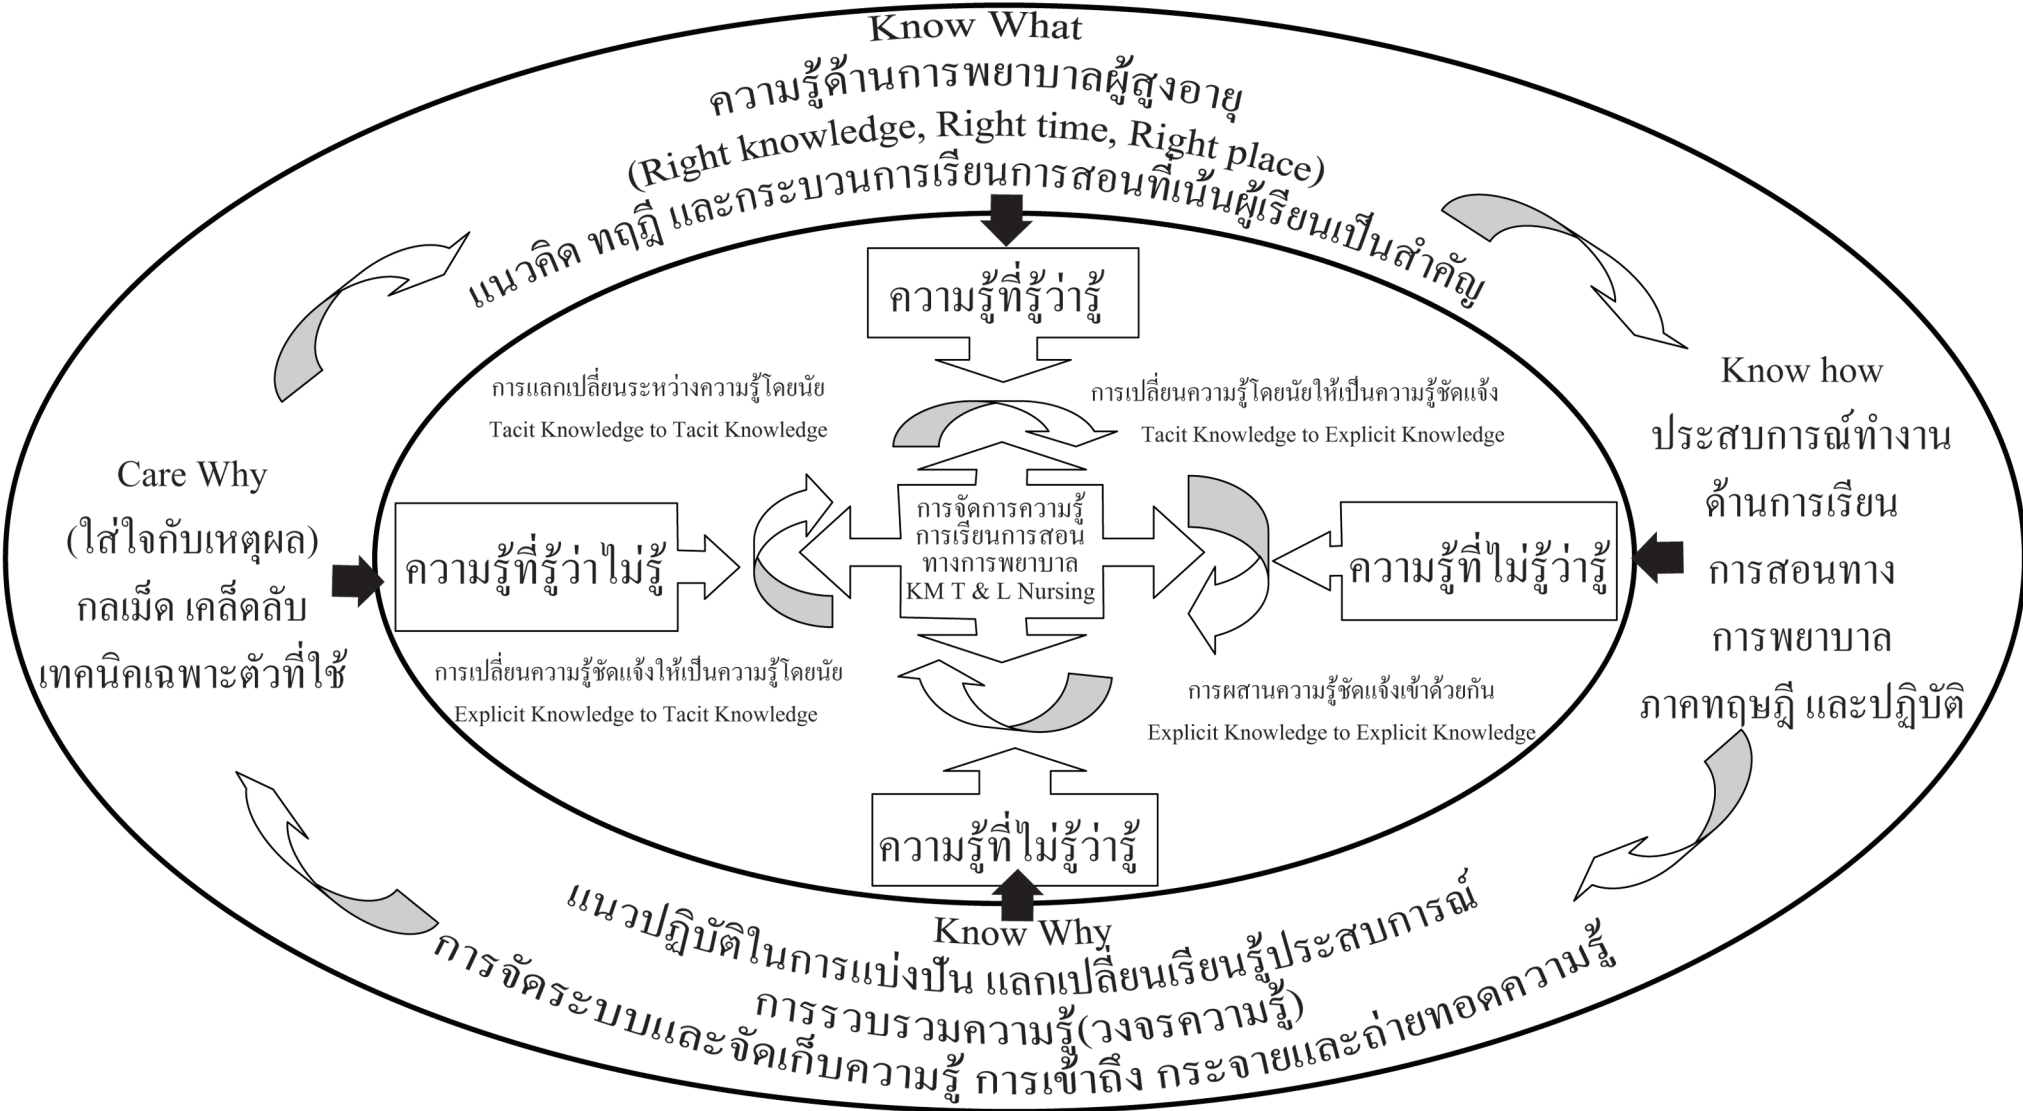 Know What
ความรู้ด้านการพยาบาลผู้สูงอายุ
(Right knowledge, Right time, Right place)
แนวคิด ทฤฎี และกระบวนการเรียนการสอนที่เน้นผู้เรียนเป็นสำคัญ
ความรู้ที่รู้ว่ารู้
การแลกเปลี่ยนระหว่างความรู้โดยนัย
Tacit Knowledge to Tacit Knowledge
การเปลี่ยนความรู้โดยนัยให้เป็นความรู้ชัดแจ้ง
Tacit Knowledge to Explicit Knowledge
Know how
ประสบการณ์ทำงาน
ด้านการเรียน
การสอนทาง
การพยาบาล
ภาคทฤษฎี และปฏิบัติ
Care Why
(ใส่ใจกับเหตุผล)
กลเม็ด เคล็ดลับ
เทคนิคเฉพาะตัวที่ใช้
ความรู้ที่รู้ว่าไม่รู้
การจัดการความรู้
การเรียนการสอน
ทางการพยาบาล
KM T & L Nursing
ความรู้ที่ไม่รู้ว่ารู้
การเปลี่ยนความรู้ชัดแจ้งให้เป็นความรู้โดยนัย
Explicit Knowledge to Tacit Knowledge
การผสานความรู้ชัดแจ้งเข้าด้วยกัน
Explicit Knowledge to Explicit Knowledge
ความรู้ที่ไม่รู้ว่ารู้
Know Why
แนวปฏิบัติในการแบ่งปัน แลกเปลี่ยนเรียนรู้ประสบการณ์
การรวบรวมความรู้(วงจรความรู้)
การจัดระบบและจัดเก็บความรู้ การเข้าถึง กระจายและถ่ายทอดความรู้